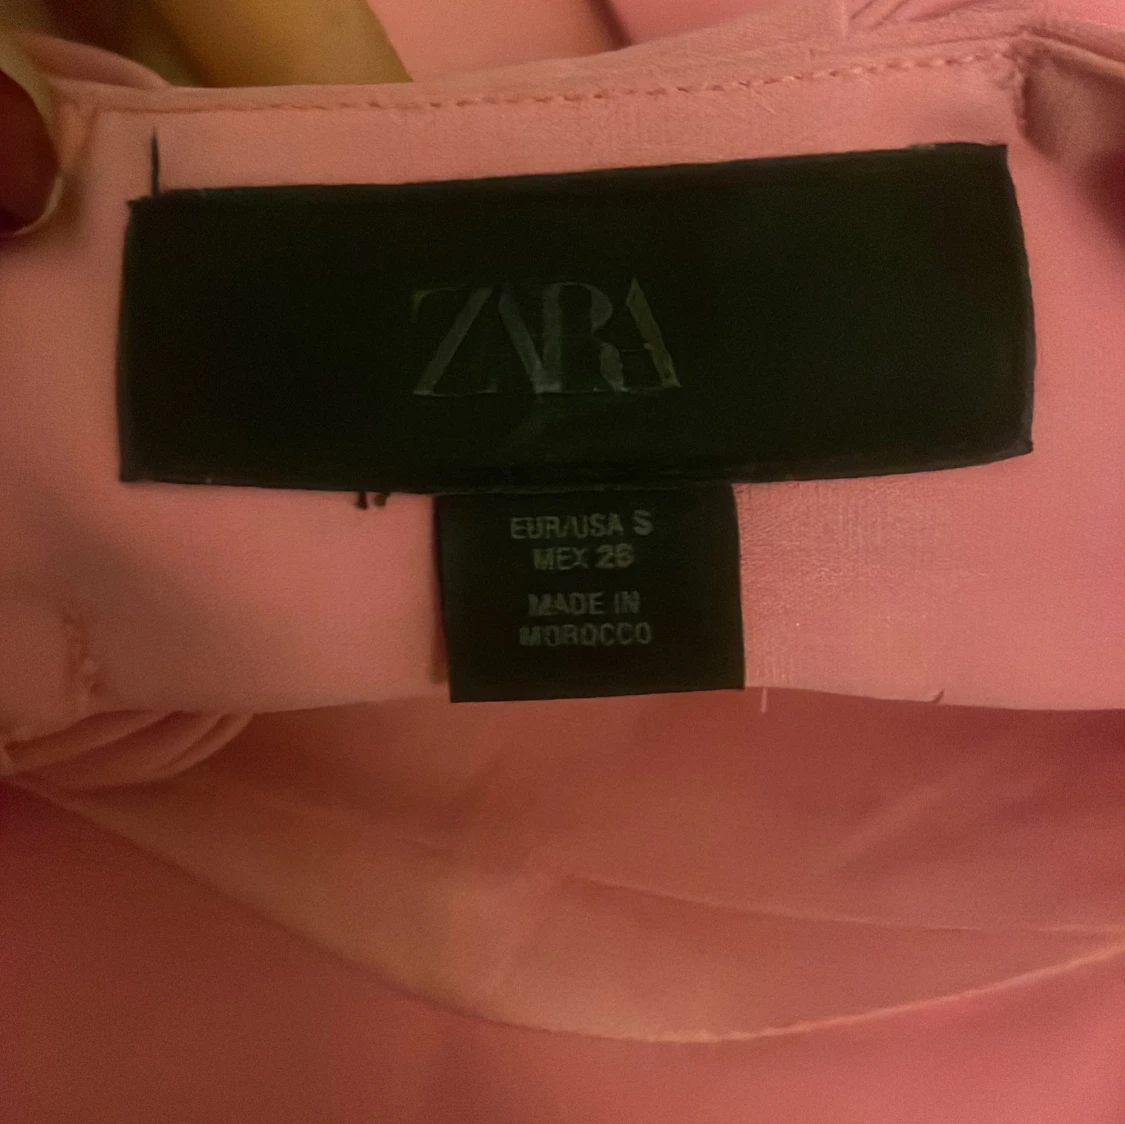 ZARA
EUR/USA S
MEX 26
MADE IN
MOROCCO